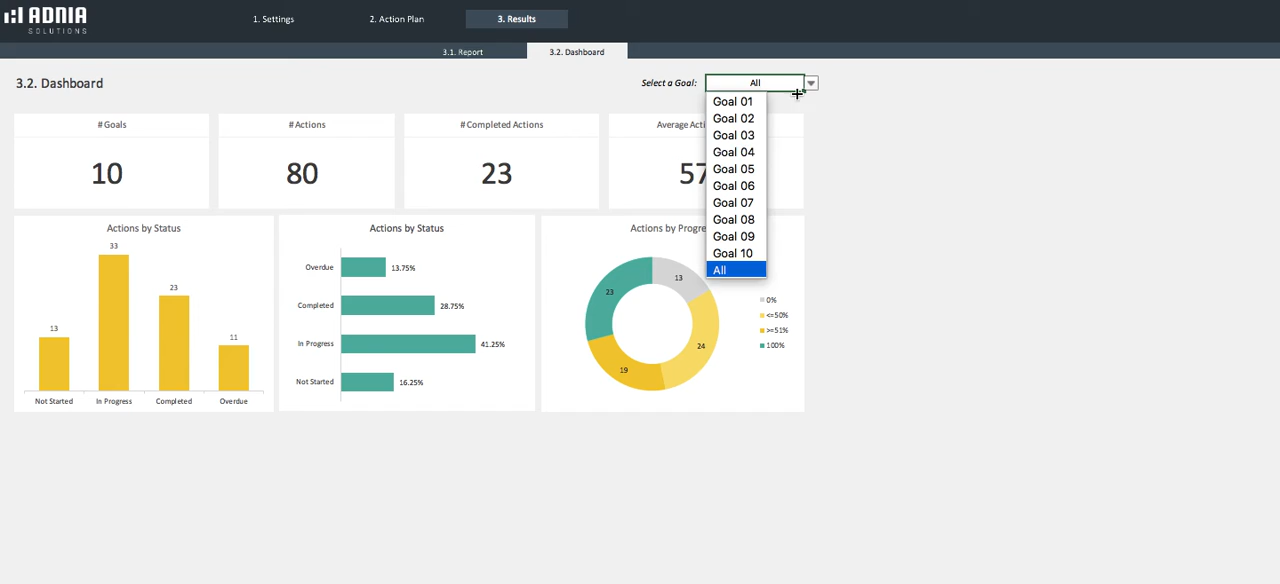 ADNIA
SOLUTIONS
1. Settings
2. Action Plan
3. Results
3.1. Report
3.2. Dashboard
3.2. Dashboard
Select a Goal:
All
Goal 01
Goal 02
Goal 03
Goal 04
Goal 05
Goal 06
Goal 07
Goal 08
Goal 09
Goal 10
All
# Goals
10
# Actions
80
# Completed Actions
23
Average
57
Actions by Status
33
23
13
11
Not Started
In Progress
Completed
Overdue
Actions by Status
Overdue
13.75%
Completed
28.75%
In Progress
41.25%
Not Started
16.25%
Actions by
13
23
24
19
0%
<=50%
>=51%
100%